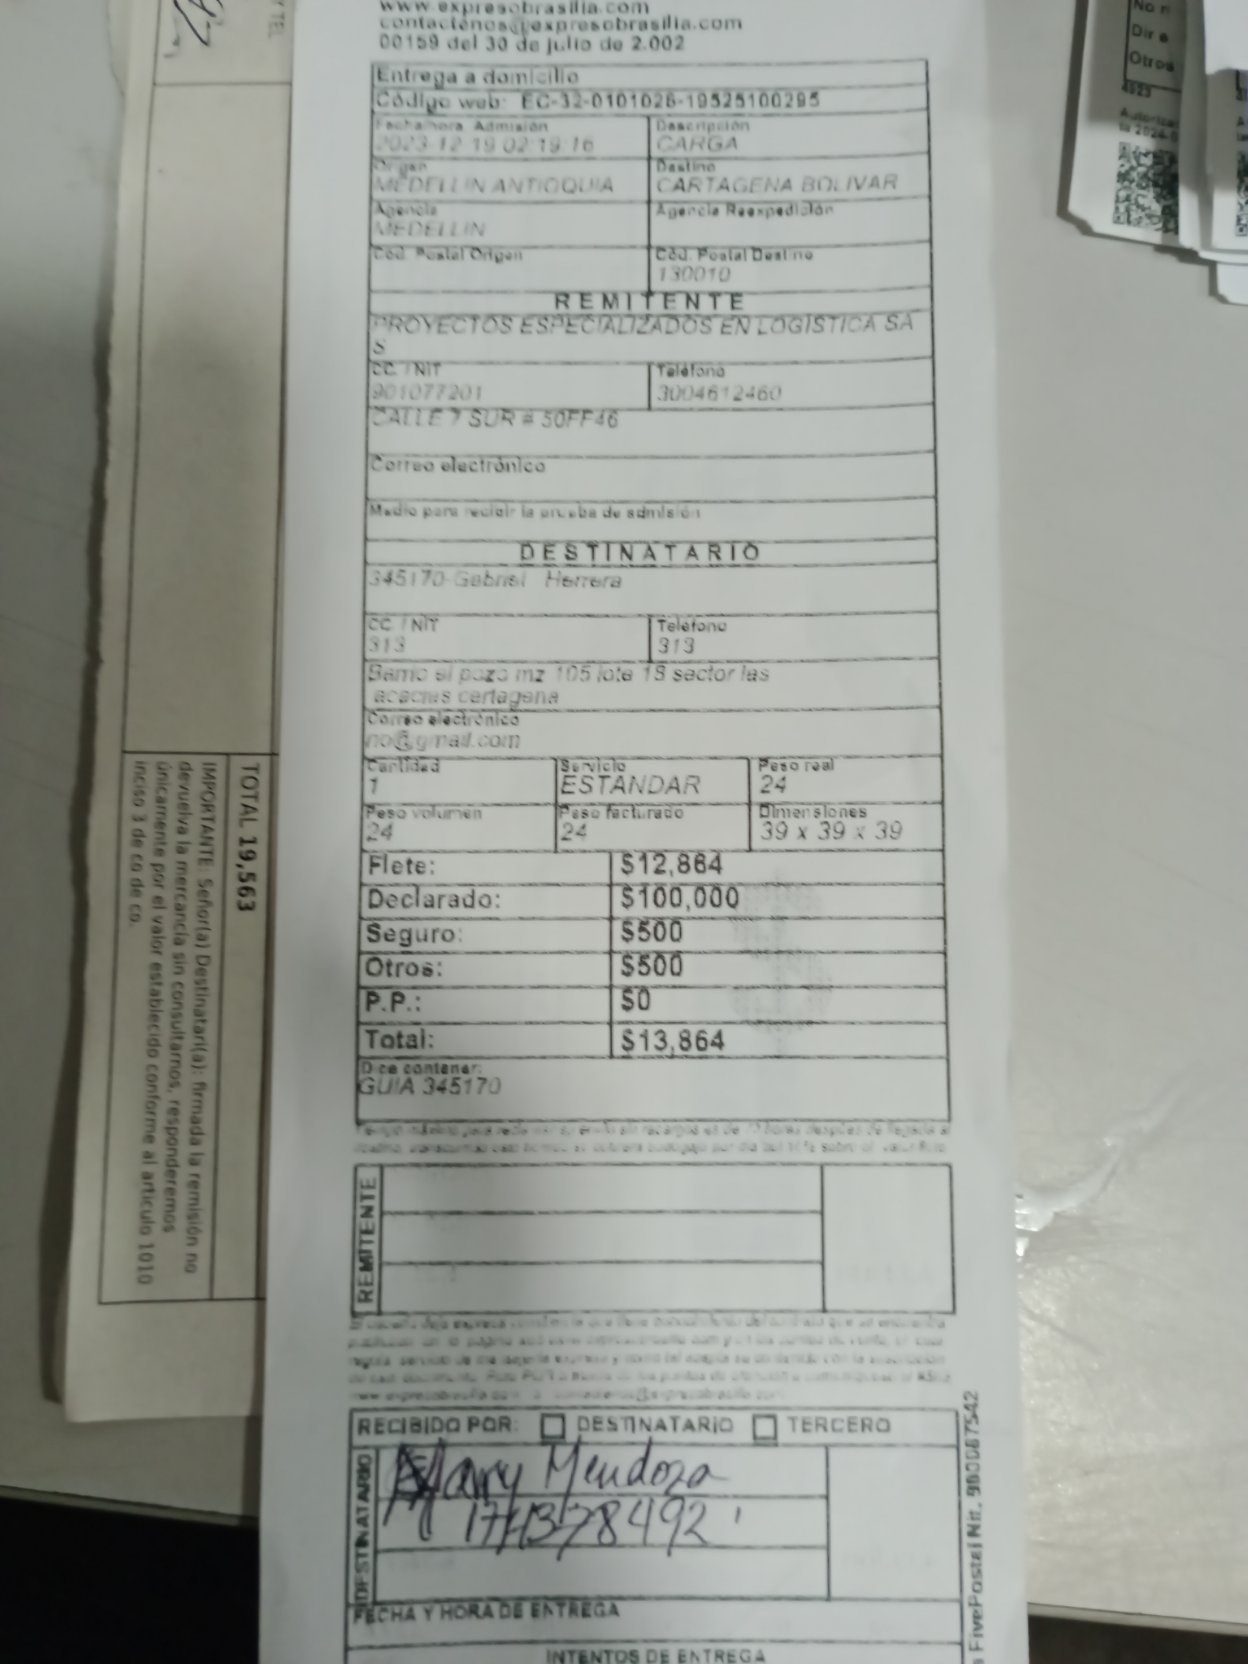 www.expresobrasilia.com
contactenos@expresobrasilia.com
00159 del 30 de julio de 2.002
Entrega a domicilio
Código web: EC-32-0101026-19525100295
Fecha/hora Admisión
2023-12-19 02:19:16
Descripción
CARGA
Origen
MEDELLIN ANTIOQUIA
Destino
CARTAGENA BOLIVAR
Agencia
MEDELLIN
Agencia Reexpedición
Cód. Postal Origen
Cód. Postal Destino
130010
REMITENTE
PROYECTOS ESPECIALIZADOS EN LOGISTICA SA
S
CC. / NIT
901077201
Teléfono
3004612460
CALLE 7 SUR # 50FF46
Correo electrónico
Medio para recibir la prueba de admisión
DESTINATARIO
345170-Gabriel Herrera
CC. / NIT
313
Teléfono
313
Barrio el pozo mz 105 lote 18 sector las
acacias cartagena
Correo electrónico
no@gmail.com
Cantidad
1
Servicio
ESTANDAR
Peso real
24
Peso volumen
24
Peso facturado
24
Dimensiones
39 x 39 x 39
Flete: $12,864
Declarado: $100,000
Seguro: $500
Otros: $500
P.P.: $0
Total: $13,864
Dice contener:
GUIA 345170
REMITENTE
RECIBIDO POR: DESTINATARIO TERCERO
DESTINATARIO
Mary Mendoza
FECHA Y HORA DE ENTREGA
INTENTOS DE ENTREGA
FivePostal Nit. 900087542
TOTAL 19,563
IMPORTANTE: Señor(a) Destinatari(a): firmada la remisión no
devuelva la mercancía sin consultarnos, responderemos
únicamente por el valor establecido conforme al artículo 1010
inciso 3 de co de co.
TEL
No
Dir
Otros